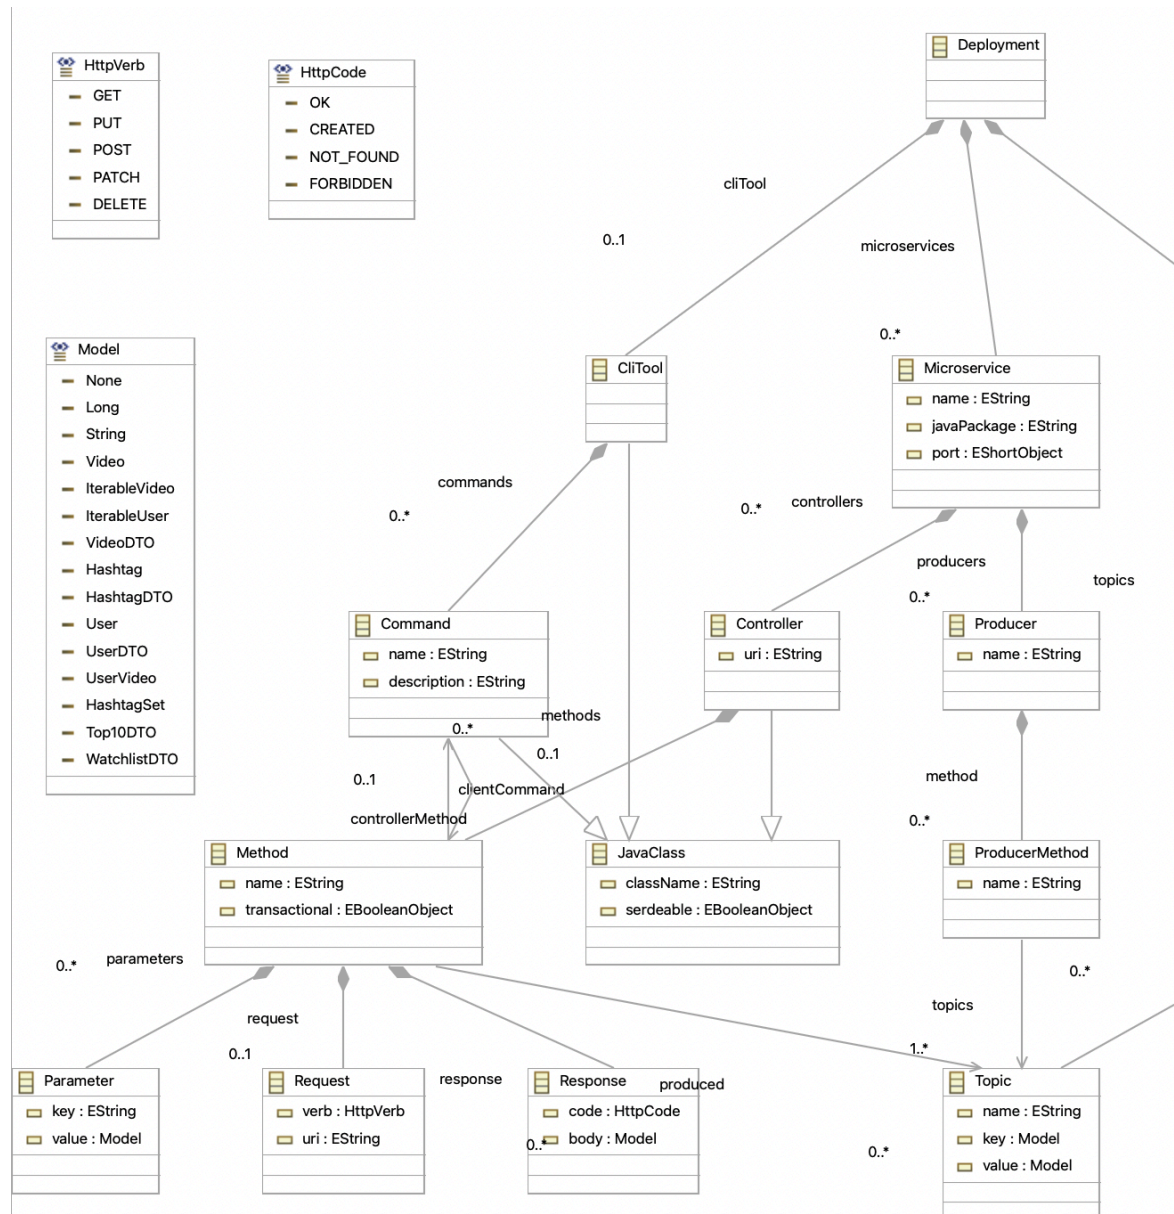 Deployment
HttpVerb
GET
PUT
POST
PATCH
DELETE
HttpCode
OK
CREATED
NOT_FOUND
FORBIDDEN
cliTool
0..1
microservices
0..*
Model
None
Long
String
Video
IterableVideo
IterableUser
VideoDTO
Hashtag
HashtagDTO
User
UserDTO
UserVideo
HashtagSet
Top10DTO
WatchlistDTO
CliTool
Microservice
name : EString
javaPackage : EString
port : EShortObject
commands
0..*
0..*
controllers
producers
0..*
topics
Command
name : EString
description : EString
Controller
uri : EString
Producer
name : EString
methods
0..*
0..1
0..1
clientCommand
controllerMethod
method
0..*
Method
name : EString
transactional : EBooleanObject
JavaClass
className : EString
serdeable : EBooleanObject
ProducerMethod
name : EString
0..*
parameters
0..*
request
0..1
topics
1..*
response
produced
Parameter
key : EString
value : Model
Request
verb : HttpVerb
uri : EString
Response
code : HttpCode
body : Model
0..*
0..*
Topic
name : EString
key : Model
value : Model